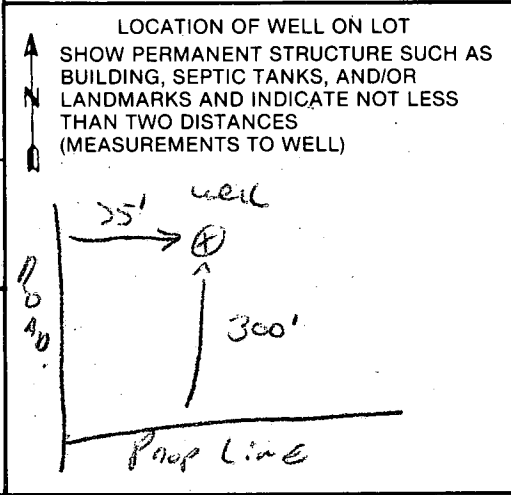 LOCATION OF WELL ON LOT
SHOW PERMANENT STRUCTURE SUCH AS
BUILDING, SEPTIC TANKS, AND/OR
N LANDMARKS AND INDICATE NOT LESS
THAN TWO DISTANCES
(MEASUREMENTS TO WELL)
well
ROAD.
300'
Prop Line